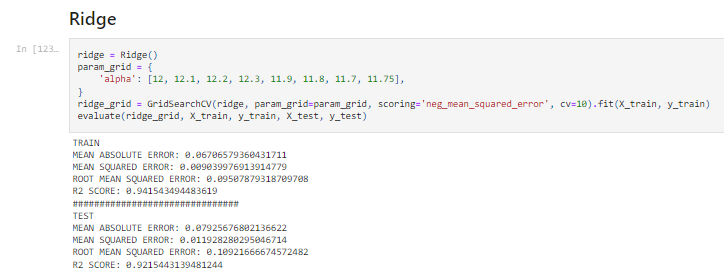 Ridge
In [123…
ridge = Ridge()
param_grid = {
'alpha': [12, 12.1, 12.2, 12.3, 11.9, 11.8, 11.7, 11.75],
}
ridge_grid = GridSearchCV(ridge, param_grid=param_grid, scoring='neg_mean_squared_error', cv=10).fit(X_train, y_train)
evaluate(ridge_grid, X_train, y_train, X_test, y_test)
TRAIN
MEAN ABSOLUTE ERROR: 0.06706579360431711
MEAN SQUARED ERROR: 0.009039976913914779
ROOT MEAN SQUARED ERROR: 0.09507879318709708
R2 SCORE: 0.941543494483619
###############################
TEST
MEAN ABSOLUTE ERROR: 0.07925676802136622
MEAN SQUARED ERROR: 0.011928280295046714
ROOT MEAN SQUARED ERROR: 0.10921666674572482
R2 SCORE: 0.9215443139481244